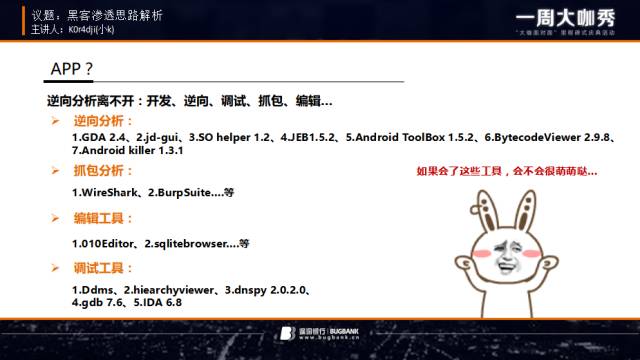 议题：黑客渗透思路解析
主讲人：K0r4dji(小k)
一周大咖秀
“大咖面对面”里程碑式庆典活动
APP？
逆向分析离不开：开发、逆向、调试、抓包、编辑...
逆向分析：
1.GDA 2.4、2.jd-gui、3.SO helper 1.2、4.JEB1.5.2、5.Android ToolBox 1.5.2、6.BytecodeViewer 2.9.8、
7.Android killer 1.3.1
抓包分析：
1.WireShark、2.BurpSuite....等
如果会了这些工具，会不会很萌萌哒...
编辑工具：
1.010Editor、2.sqlitebrowser....等
调试工具：
1.Ddms、2.hiearchyviewer、3.dnspy 2.0.2.0、
4.gdb 7.6、5.IDA 6.8
漏洞银行 | BUGBANK
www.bugbank.cn